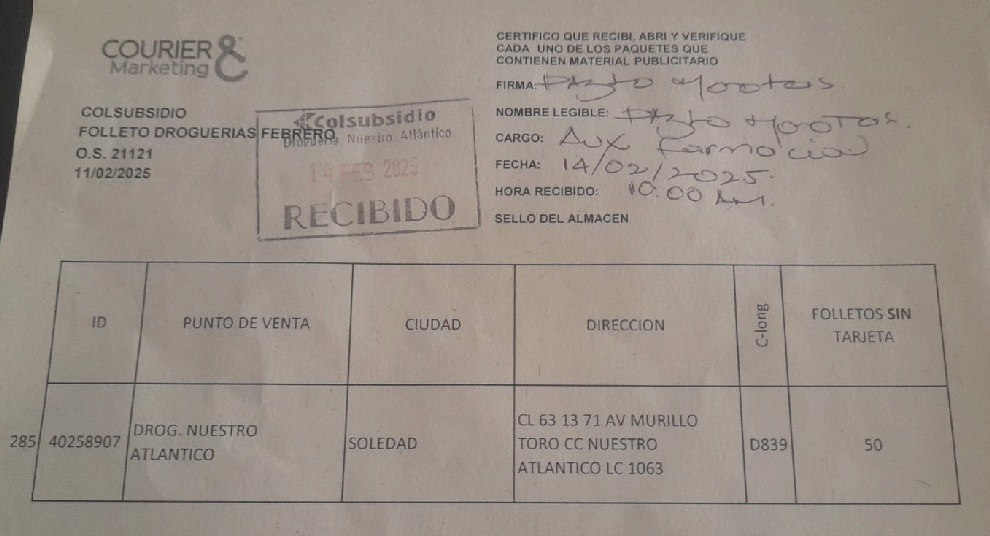 COURIER &
Marketing
COLSUBSIDIO
FOLLETO DROGUERIAS FEBRERO
O.S. 21121
11/02/2025
Colsubsidio
Droguería Nuestro Atlántico
14 FEB 2025
RECIBIDO
CERTIFICO QUE RECIBI, ABRI Y VERIFIQUE
CADA UNO DE LOS PAQUETES QUE
CONTIENEN MATERIAL PUBLICITARIO
FIRMA:
NOMBRE LEGIBLE:
CARGO: Aux Farmacia
FECHA: 14/02/2025.
HORA RECIBIDO: 10:00 AM.
SELLO DEL ALMACEN
ID PUNTO DE VENTA CIUDAD DIRECCION C-long FOLLETOS SIN
TARJETA
285 40258907 DROG. NUESTRO
ATLANTICO
SOLEDAD
CL 63 13 71 AV MURILLO
TORO CC NUESTRO
ATLANTICO LC 1063
D839
50